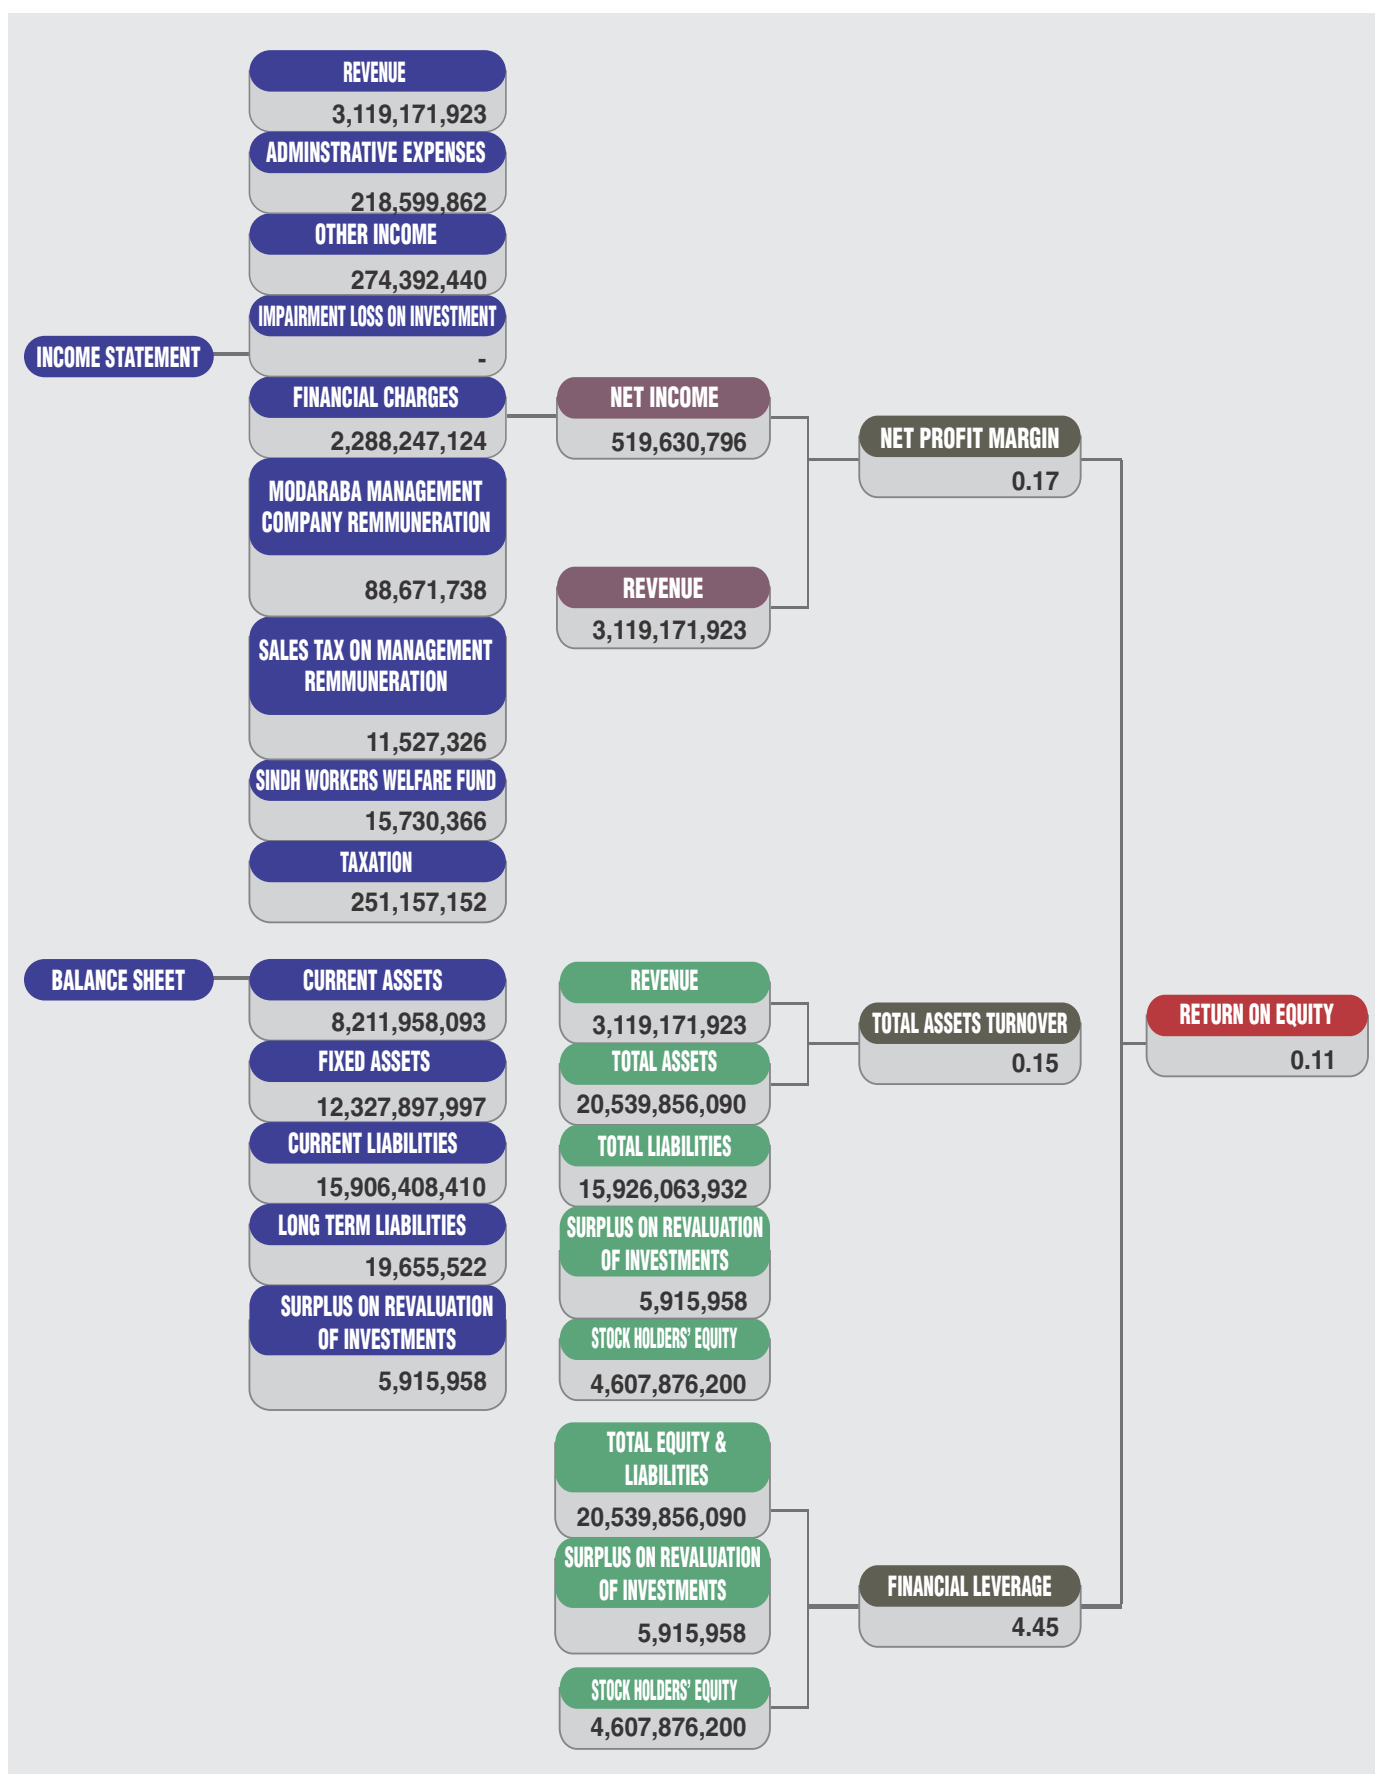 REVENUE
3,119,171,923
ADMINSTRATIVE EXPENSES
218,599,862
OTHER INCOME
274,392,440
IMPAIRMENT LOSS ON INVESTMENT
-
INCOME STATEMENT
FINANCIAL CHARGES
2,288,247,124
MODARABA MANAGEMENT
COMPANY REMMUNERATION
88,671,738
SALES TAX ON MANAGEMENT
REMMUNERATION
11,527,326
SINDH WORKERS WELFARE FUND
15,730,366
TAXATION
251,157,152
NET INCOME
519,630,796
REVENUE
3,119,171,923
NET PROFIT MARGIN
0.17
BALANCE SHEET
CURRENT ASSETS
8,211,958,093
FIXED ASSETS
12,327,897,997
CURRENT LIABILITIES
15,906,408,410
LONG TERM LIABILITIES
19,655,522
SURPLUS ON REVALUATION
OF INVESTMENTS
5,915,958
REVENUE
3,119,171,923
TOTAL ASSETS
20,539,856,090
TOTAL LIABILITIES
15,926,063,932
SURPLUS ON REVALUATION
OF INVESTMENTS
5,915,958
STOCK HOLDERS' EQUITY
4,607,876,200
TOTAL EQUITY &
LIABILITIES
20,539,856,090
SURPLUS ON REVALUATION
OF INVESTMENTS
5,915,958
STOCK HOLDERS' EQUITY
4,607,876,200
TOTAL ASSETS TURNOVER
0.15
FINANCIAL LEVERAGE
4.45
RETURN ON EQUITY
0.11